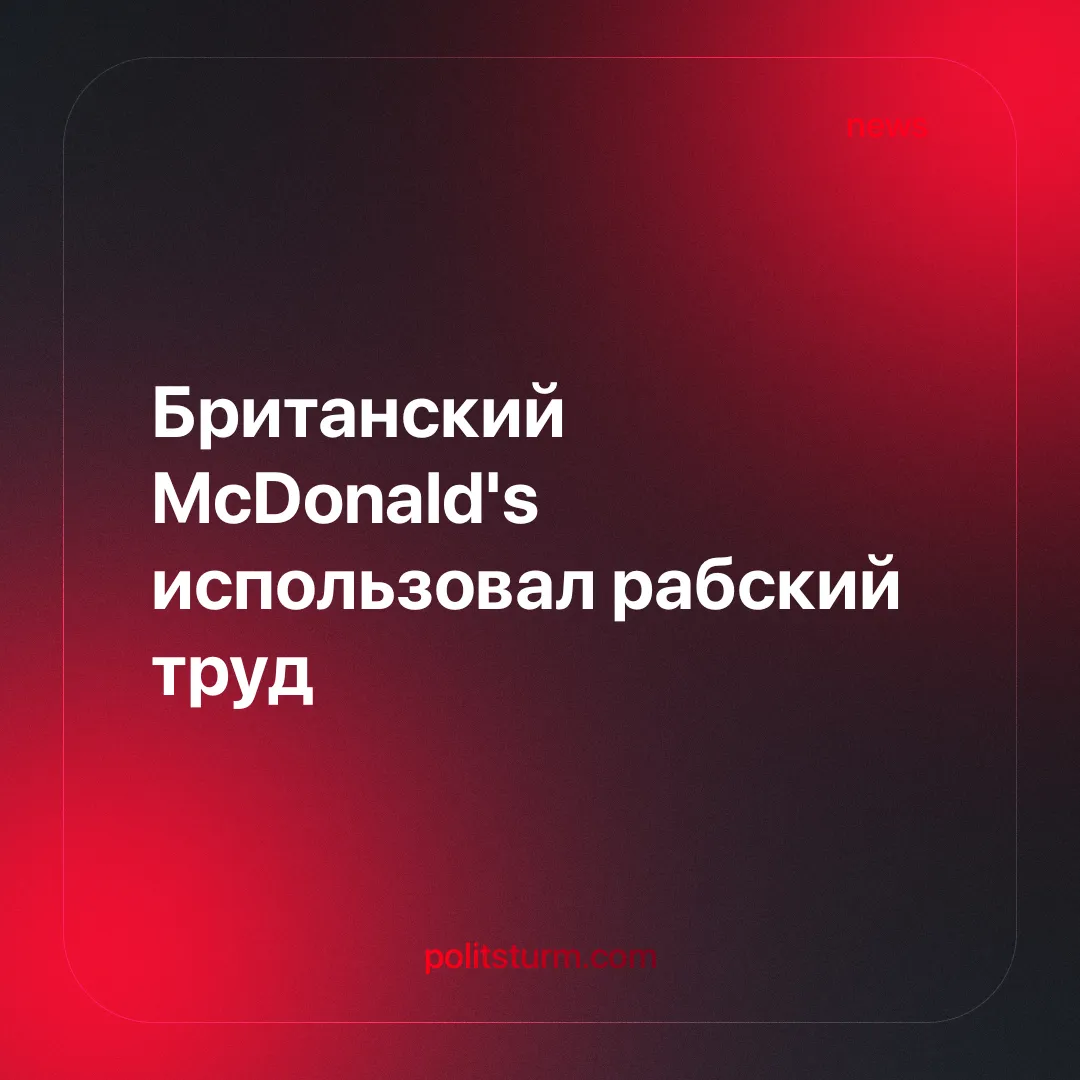 news
Британский
McDonald's
использовал рабский
труд
politsturm.com